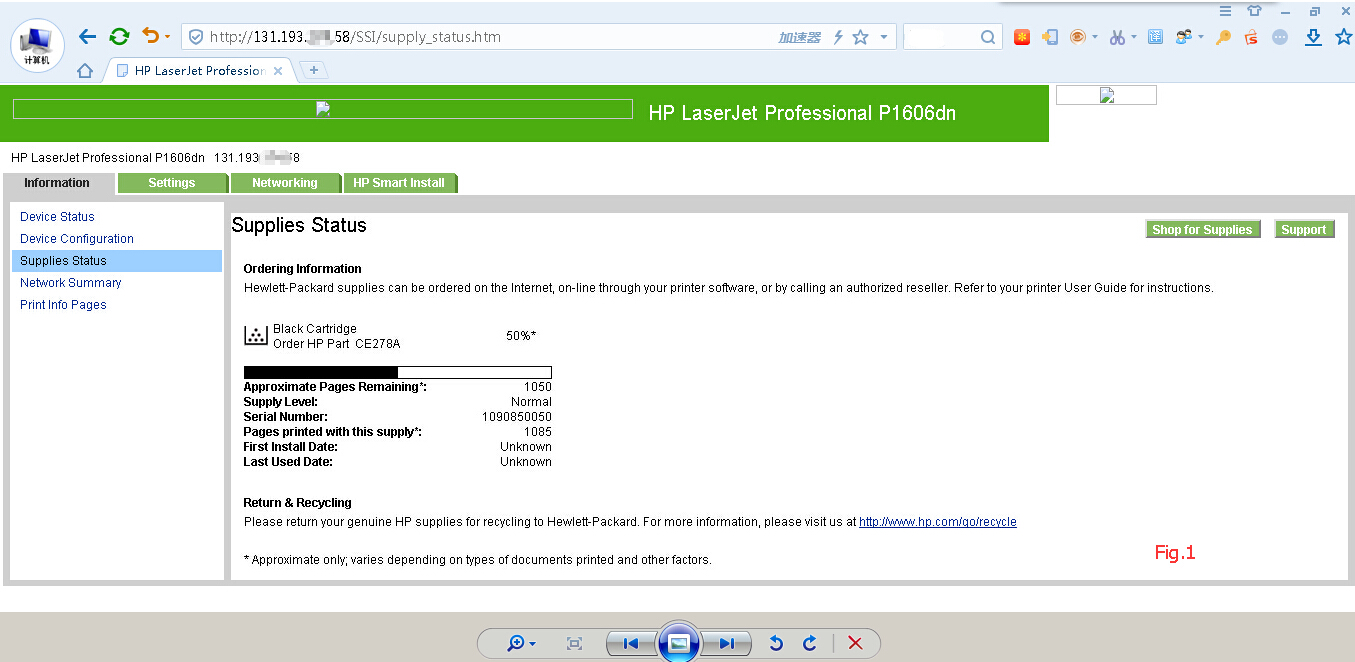 计算机
http://131.193. .58/SSI/supply_status.htm
加速器
HP LaserJet Profession
HP LaserJet Professional P1606dn
HP LaserJet Professional P1606dn 131.193 58
Information
Settings
Networking
HP Smart Install
Device Status
Device Configuration
Supplies Status
Network Summary
Print Info Pages
Supplies Status
Shop for Supplies
Support
Ordering Information
Hewlett-Packard supplies can be ordered on the Internet, on-line through your printer software, or by calling an authorized reseller. Refer to your printer User Guide for instructions.
Black Cartridge
Order HP Part CE278A
50%*
Approximate Pages Remaining*: 1050
Supply Level: Normal
Serial Number: 1090850050
Pages printed with this supply*: 1085
First Install Date: Unknown
Last Used Date: Unknown
Return & Recycling
Please return your genuine HP supplies for recycling to Hewlett-Packard. For more information, please visit us at http://www.hp.com/go/recycle
* Approximate only; varies depending on types of documents printed and other factors.
Fig.1